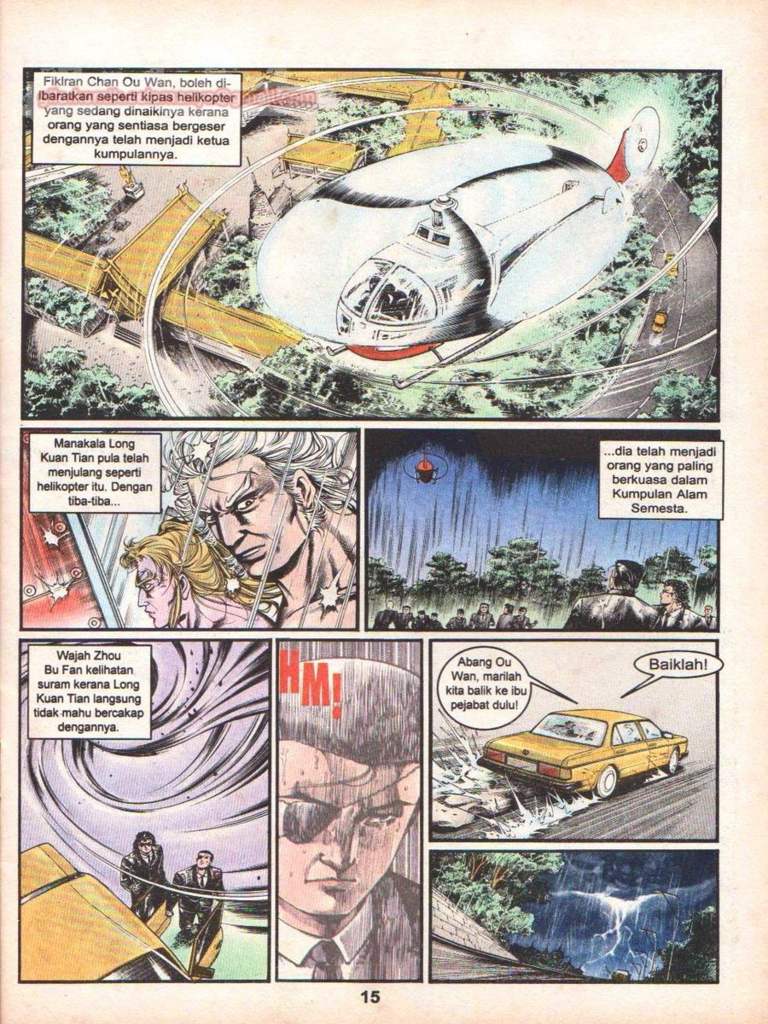 Fikiran Chan Ou Wan, boleh di-
ibaratkan seperti kipas helikopter
yang sedang dinaikinya kerana
orang yang sentiasa bergeser
dengannya telah menjadi ketua
kumpulannya.
Manakala Long
Kuan Tian pula telah
menjulang seperti
helikopter itu. Dengan
tiba-tiba...
...dia telah menjadi
orang yang paling
berkuasa dalam
Kumpulan Alam
Semesta.
Wajah Zhou
Bu Fan kelihatan
suram kerana Long
Kuan Tian langsung
tidak mahu bercakap
dengannya.
HM!
Abang Ou
Wan, marilah
kita balik ke ibu
pejabat dulu!
Baiklah!
15